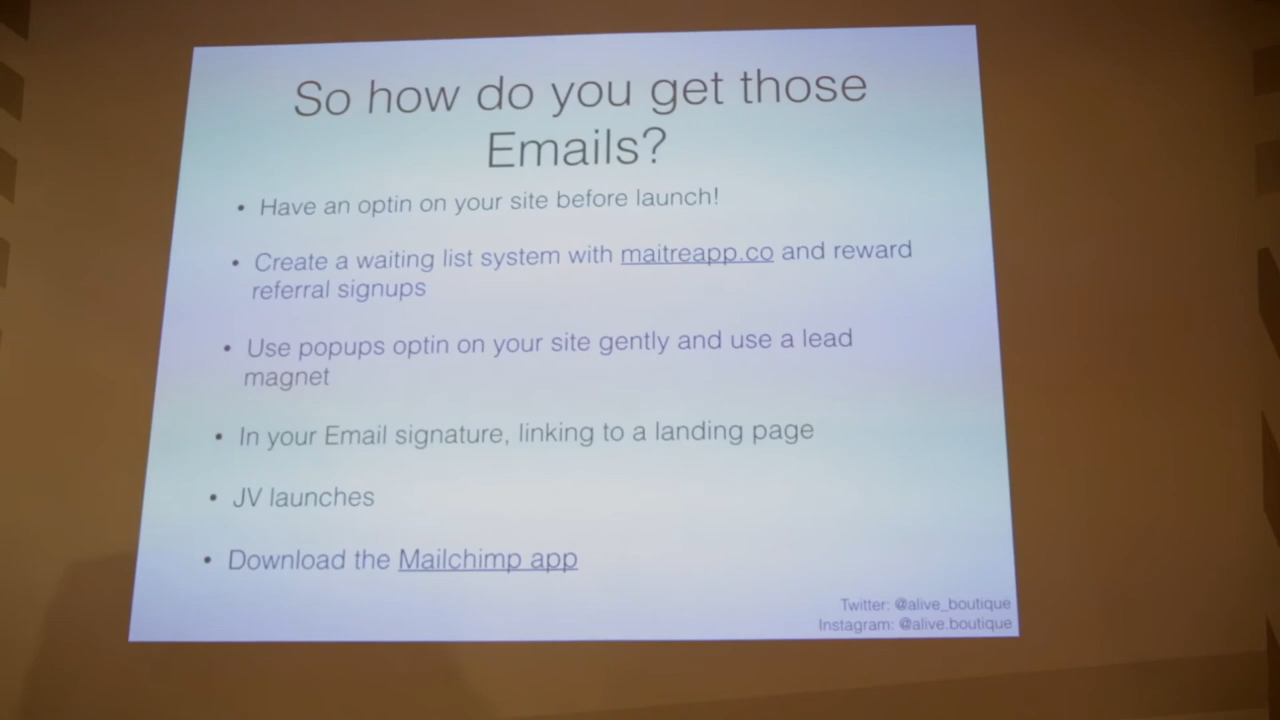 So how do you get those
Emails?
• Have an optin on your site before launch!
• Create a waiting list system with maitreapp.co and reward
referral signups
• Use popups optin on your site gently and use a lead
magnet
• In your Email signature, linking to a landing page
• JV launches
• Download the Mailchimp app
Twitter: @alive_boutique
Instagram: @alive.boutique